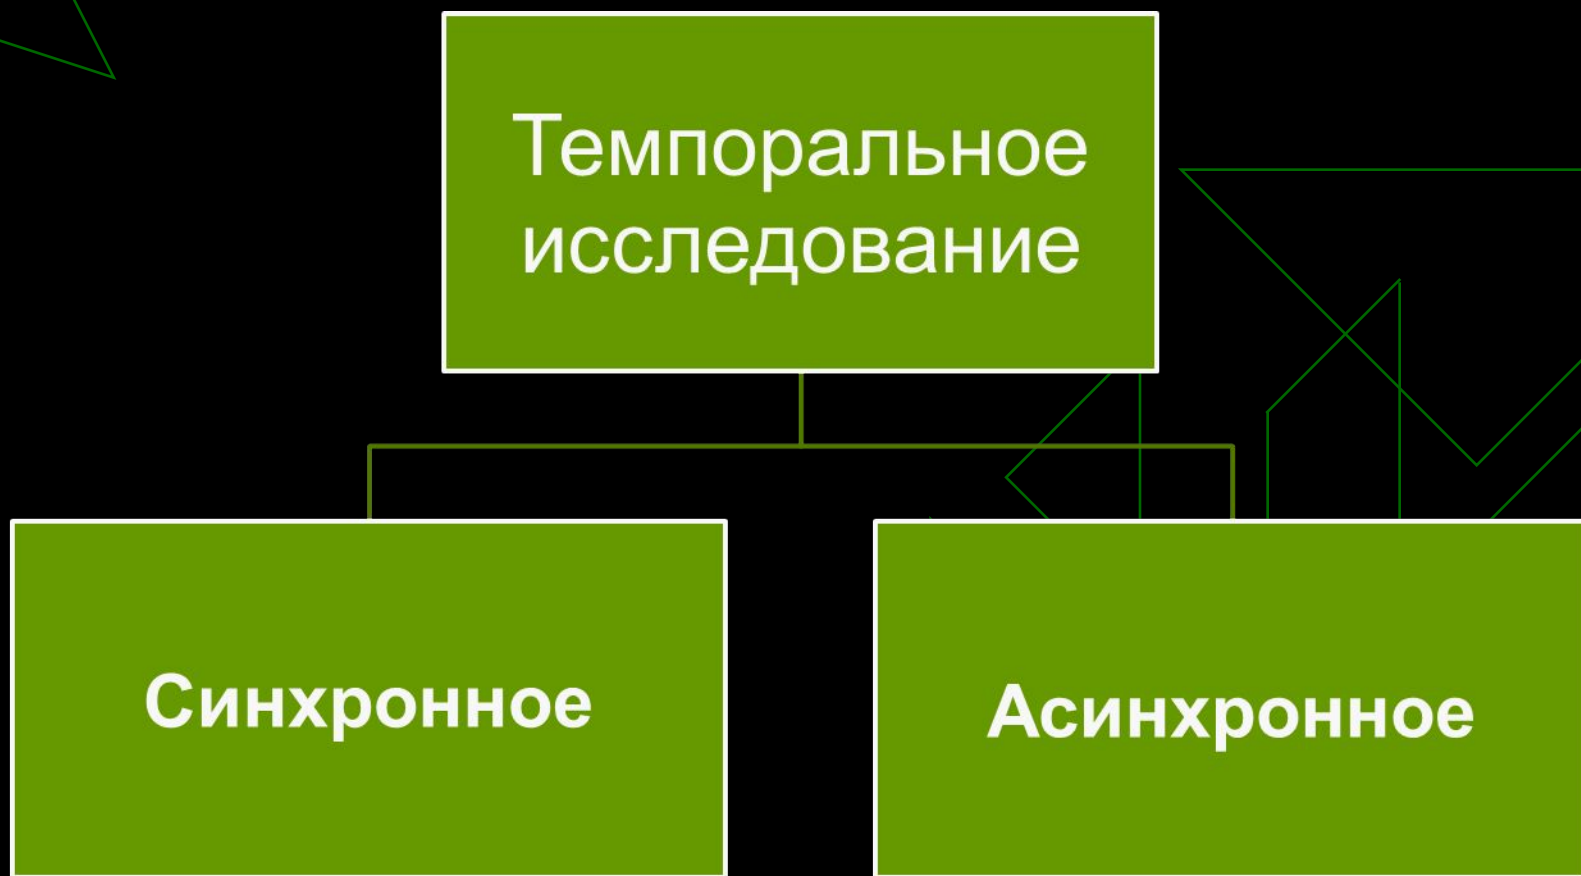 Темпоральное
исследование
Синхронное
Асинхронное